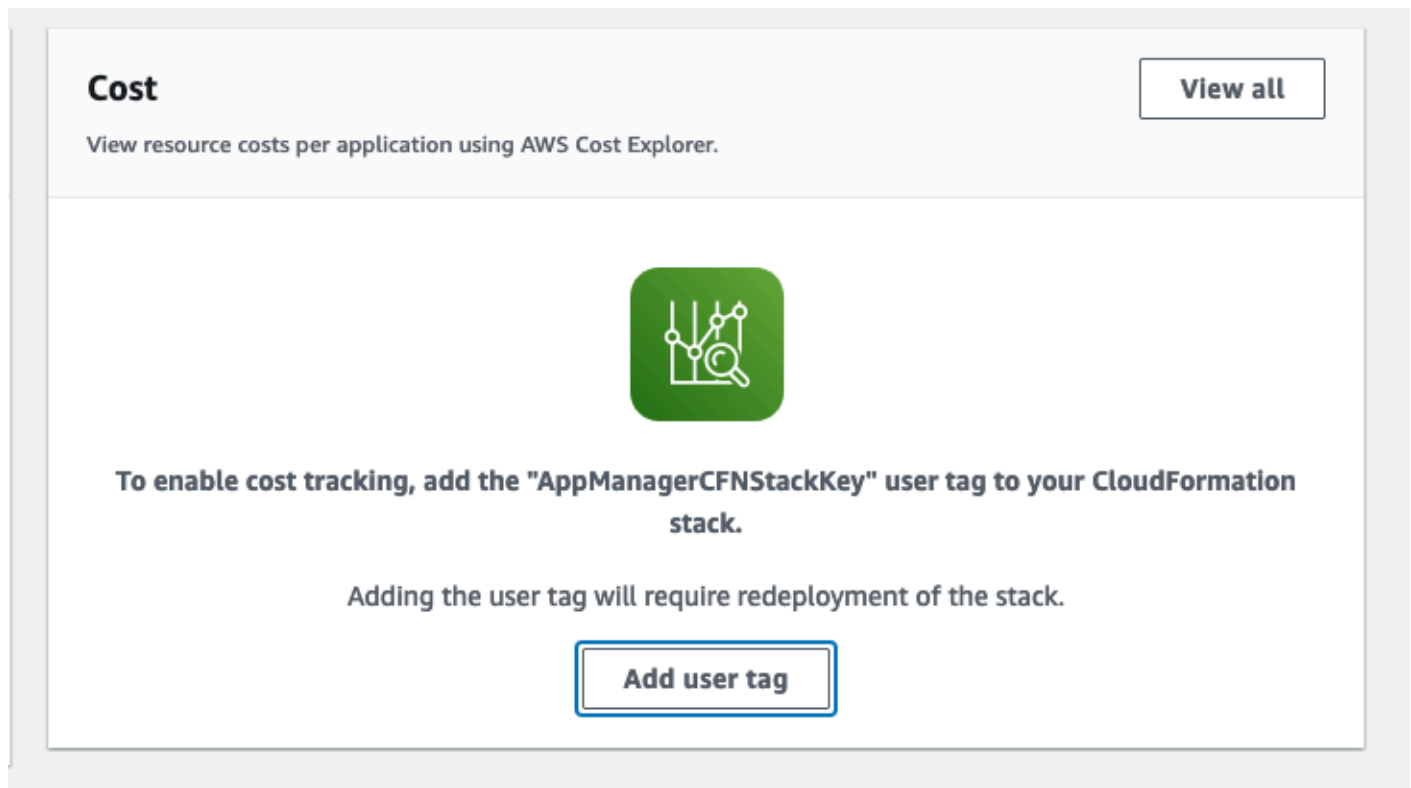 Cost
View all
View resource costs per application using AWS Cost Explorer.
To enable cost tracking, add the "AppManagerCFNStackKey" user tag to your CloudFormation
stack.
Adding the user tag will require redeployment of the stack.
Add user tag